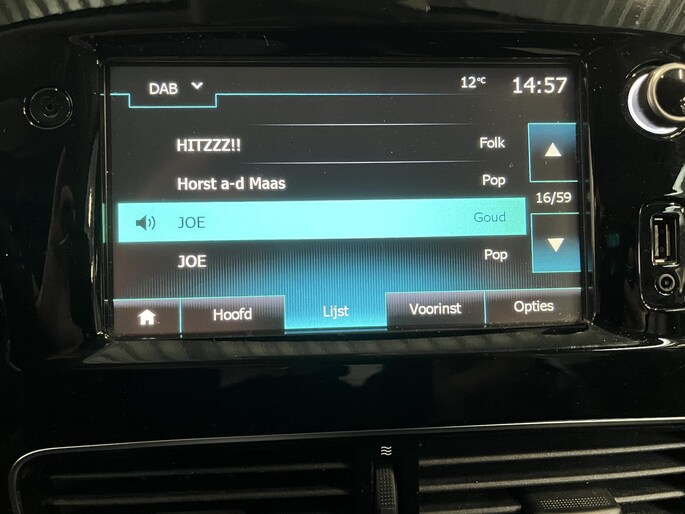 DAB 12°C 14:57
HITZZZ!! Folk
Horst a-d Maas Pop
JOE Goud 16/59
JOE Pop
Hoofd Lijst Voorinst Opties